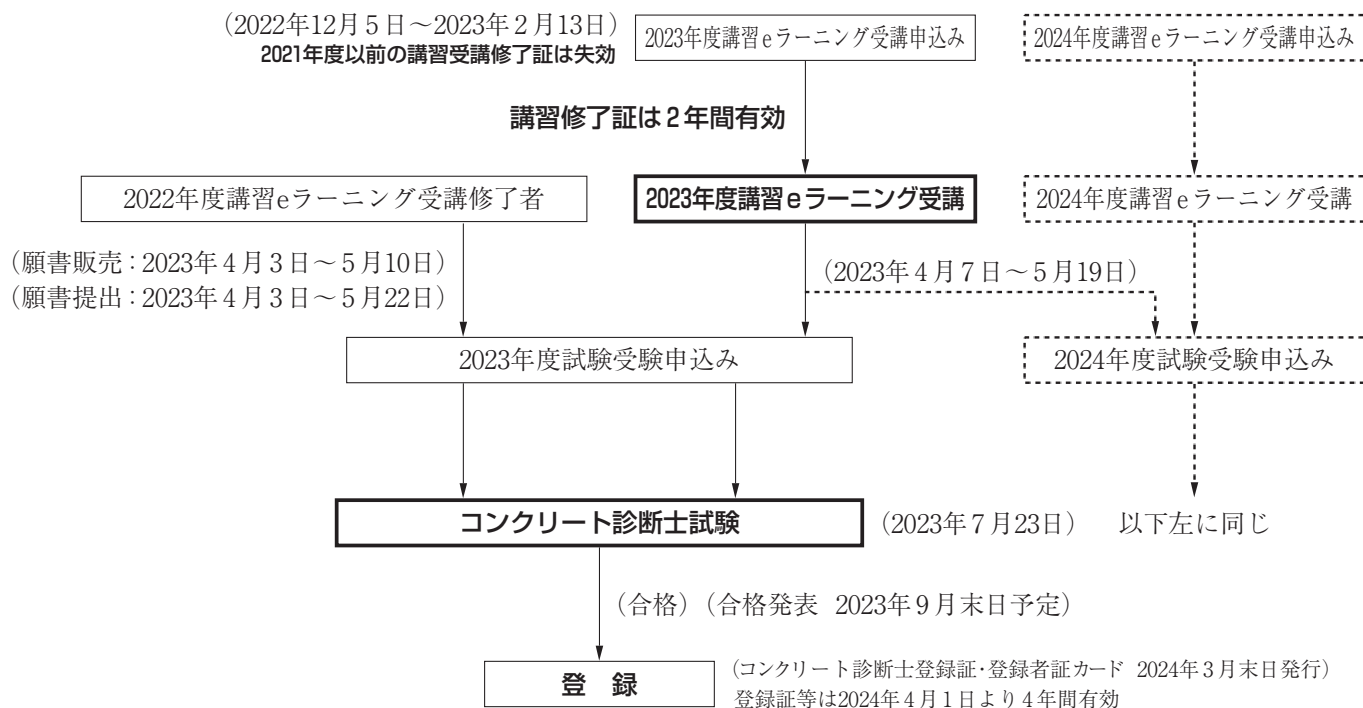 (2022年12月5日～2023年2月13日)
2021年度以前の講習受講修了証は失効
2023年度講習eラーニング受講申込み
2024年度講習eラーニング受講申込み
講習修了証は2年間有効
2022年度講習eラーニング受講修了者
2023年度講習eラーニング受講
2024年度講習eラーニング受講
(願書販売：2023年4月3日～5月10日)
(願書提出：2023年4月3日～5月22日)
(2023年4月7日～5月19日)
2023年度試験受験申込み
2024年度試験受験申込み
コンクリート診断士試験
(2023年7月23日) 以下左に同じ
(合格) (合格発表 2023年9月末日予定)
登 録
(コンクリート診断士登録証・登録者証カード 2024年3月末日発行)
登録証等は2024年4月1日より4年間有効